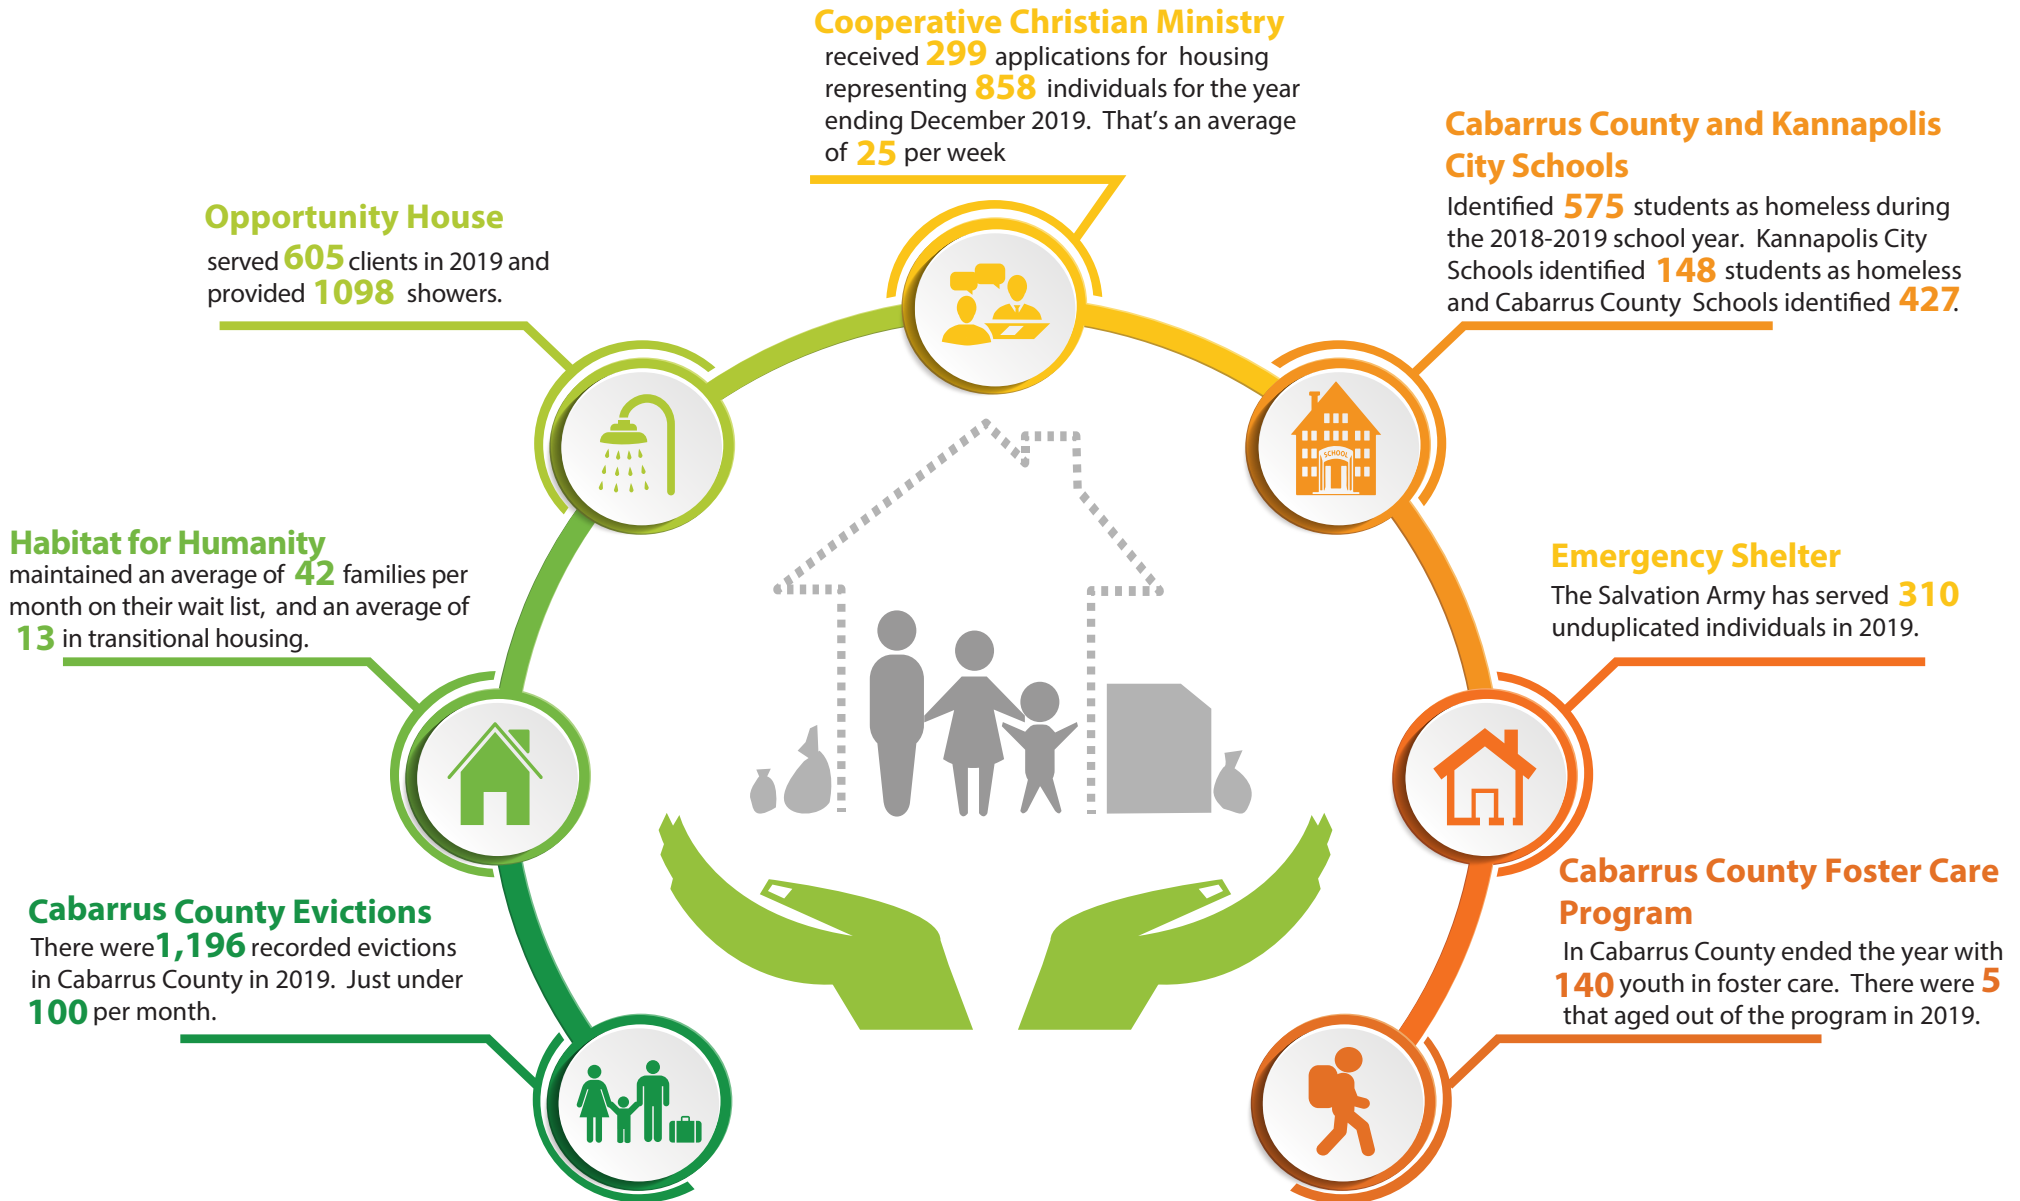 Cooperative Christian Ministry
received 299 applications for housing
representing 858 individuals for the year
ending December 2019. That's an average
of 25 per week
Cabarrus County and Kannapolis
City Schools
Identified 575 students as homeless during
the 2018-2019 school year. Kannapolis City
Schools identified 148 students as homeless
and Cabarrus County Schools identified 427.
Opportunity House
served 605 clients in 2019 and
provided 1098 showers.
SCHOOL
Habitat for Humanity
maintained an average of 42 families per
month on their wait list, and an average of
13 in transitional housing.
Emergency Shelter
The Salvation Army has served 310
unduplicated individuals in 2019.
Cabarrus County Evictions
There were 1,196 recorded evictions
in Cabarrus County in 2019. Just under
100 per month.
Cabarrus County Foster Care
Program
In Cabarrus County ended the year with
140 youth in foster care. There were 5
that aged out of the program in 2019.